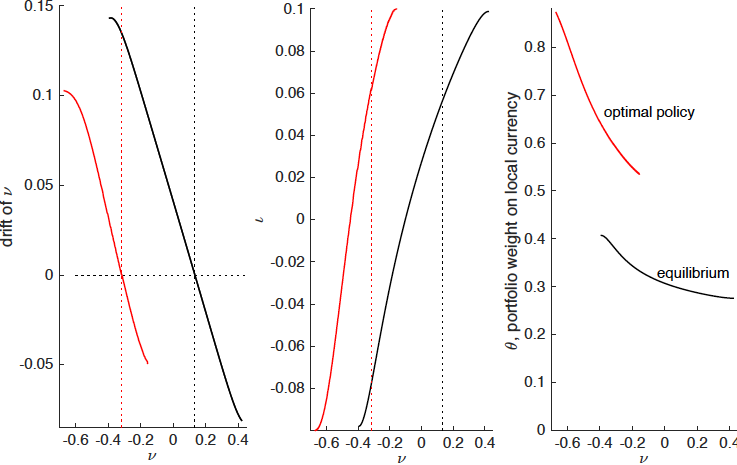 drift of ν
0.15
0.1
0.05
0
-0.05
-0.6 -0.4 -0.2 0 0.2 0.4
ν
ι
0.1
0.08
0.06
0.04
0.02
0
-0.02
-0.04
-0.06
-0.08
-0.6 -0.4 -0.2 0 0.2 0.4
ν
θ, portfolio weight on local currency
0.8
0.7
0.6
0.5
0.4
0.3
0.2
0.1
0
optimal policy
equilibrium
-0.6 -0.4 -0.2 0 0.2 0.4
ν